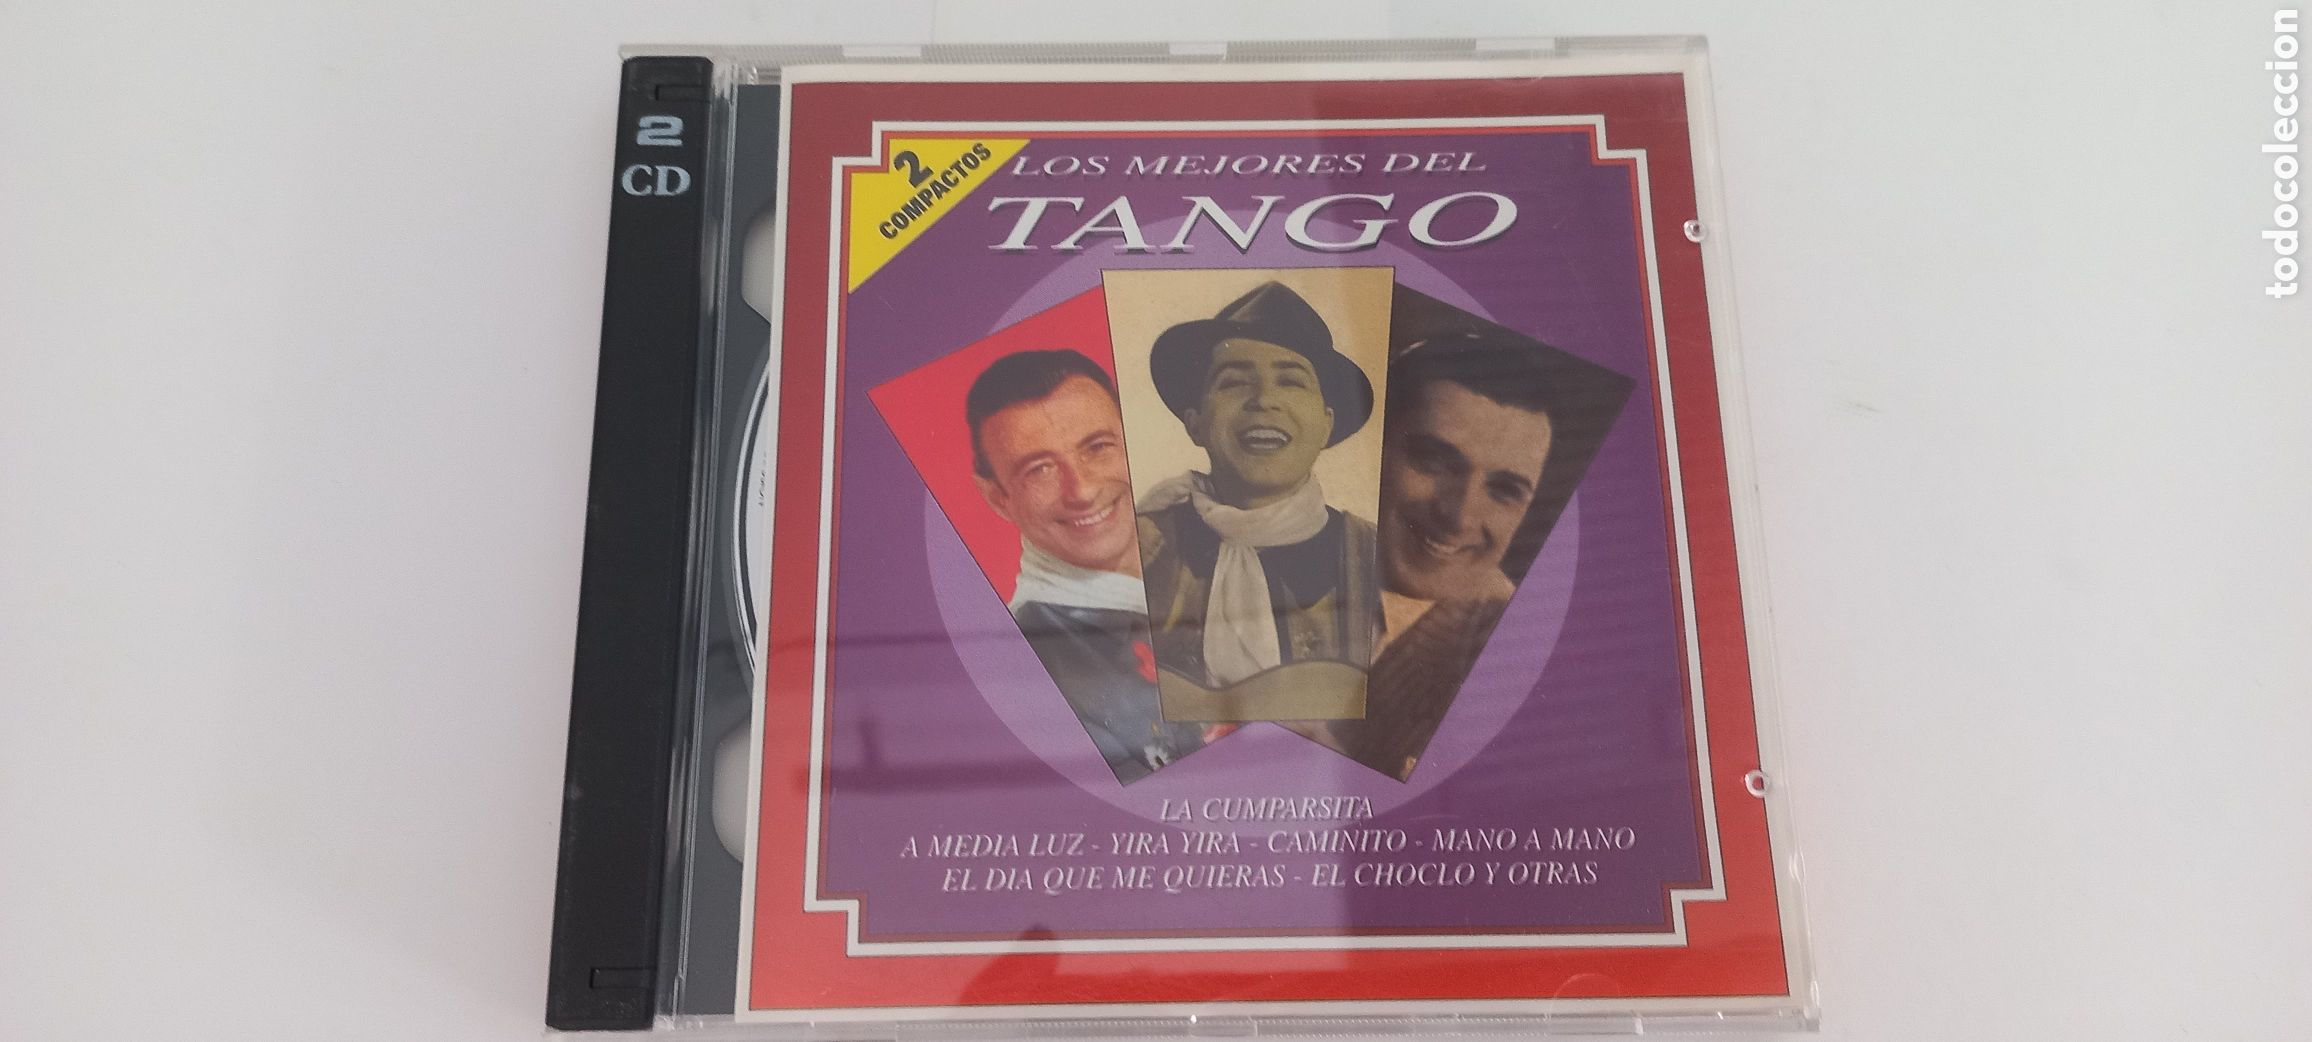 2
CD
2
COMPACTOS
LOS MEJORES DEL
TANGO
LA CUMPARSITA
A MEDIA LUZ - YIRA YIRA - CAMINITO - MANO A MANO
EL DIA QUE ME QUIERAS - EL CHOCLO Y OTRAS
todocoleccion